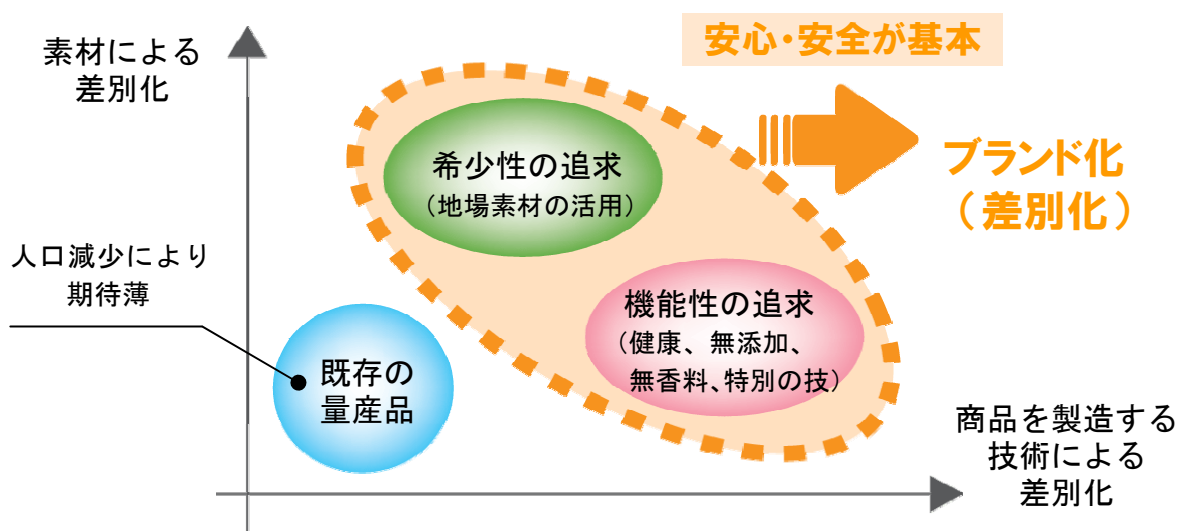 素材による
差別化
安心・安全が基本
ブランド化
(差別化)
希少性の追求
(地場素材の活用)
人口減少により
期待薄
機能性の追求
(健康、無添加、
無香料、特別の技)
既存の
量産品
商品を製造する
技術による
差別化